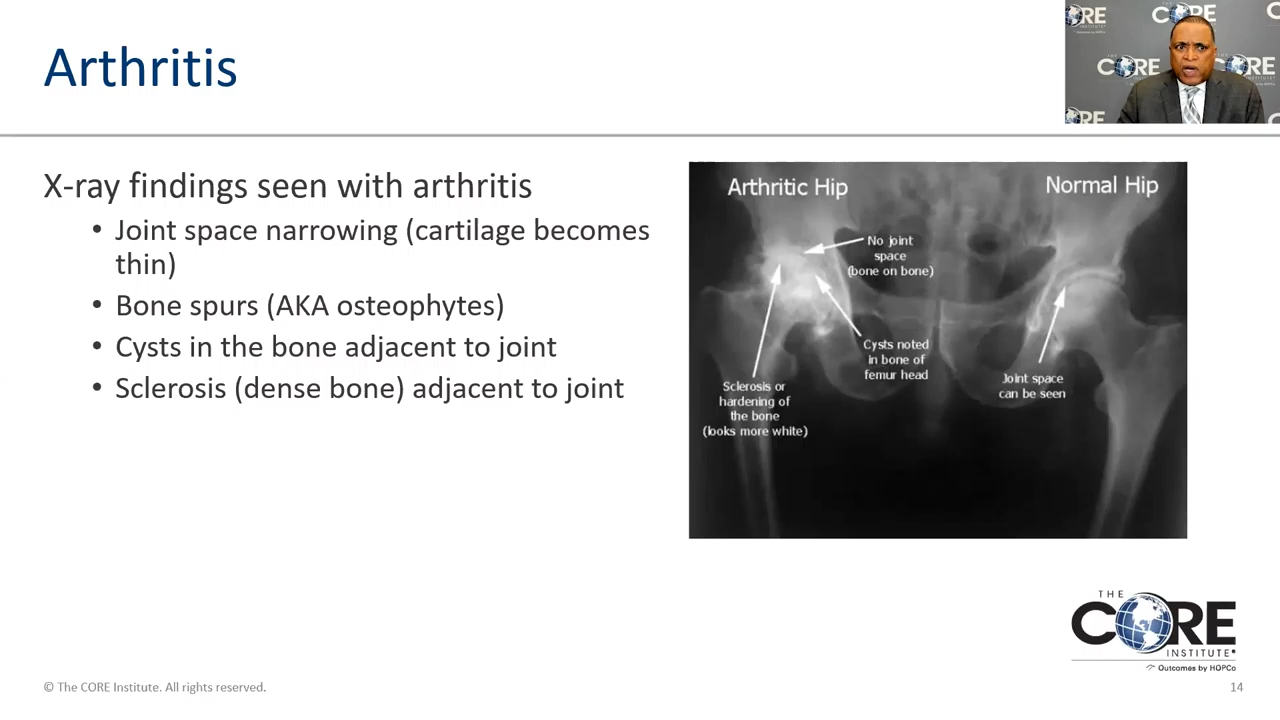 Arthritis
X-ray findings seen with arthritis
• Joint space narrowing (cartilage becomes
thin)
• Bone spurs (AKA osteophytes)
• Cysts in the bone adjacent to joint
• Sclerosis (dense bone) adjacent to joint
Arthritic Hip
Normal Hip
No joint
space
(bone on bone)
Cysts noted
in bone of
femur head
Sclerosis or
hardening of
the bone
(looks more white)
Joint space
can be seen
CORE
CORE
CORE
THE
CORE
INSTITUTE
Outcomes by HOPCo
© The CORE Institute. All rights reserved.
14